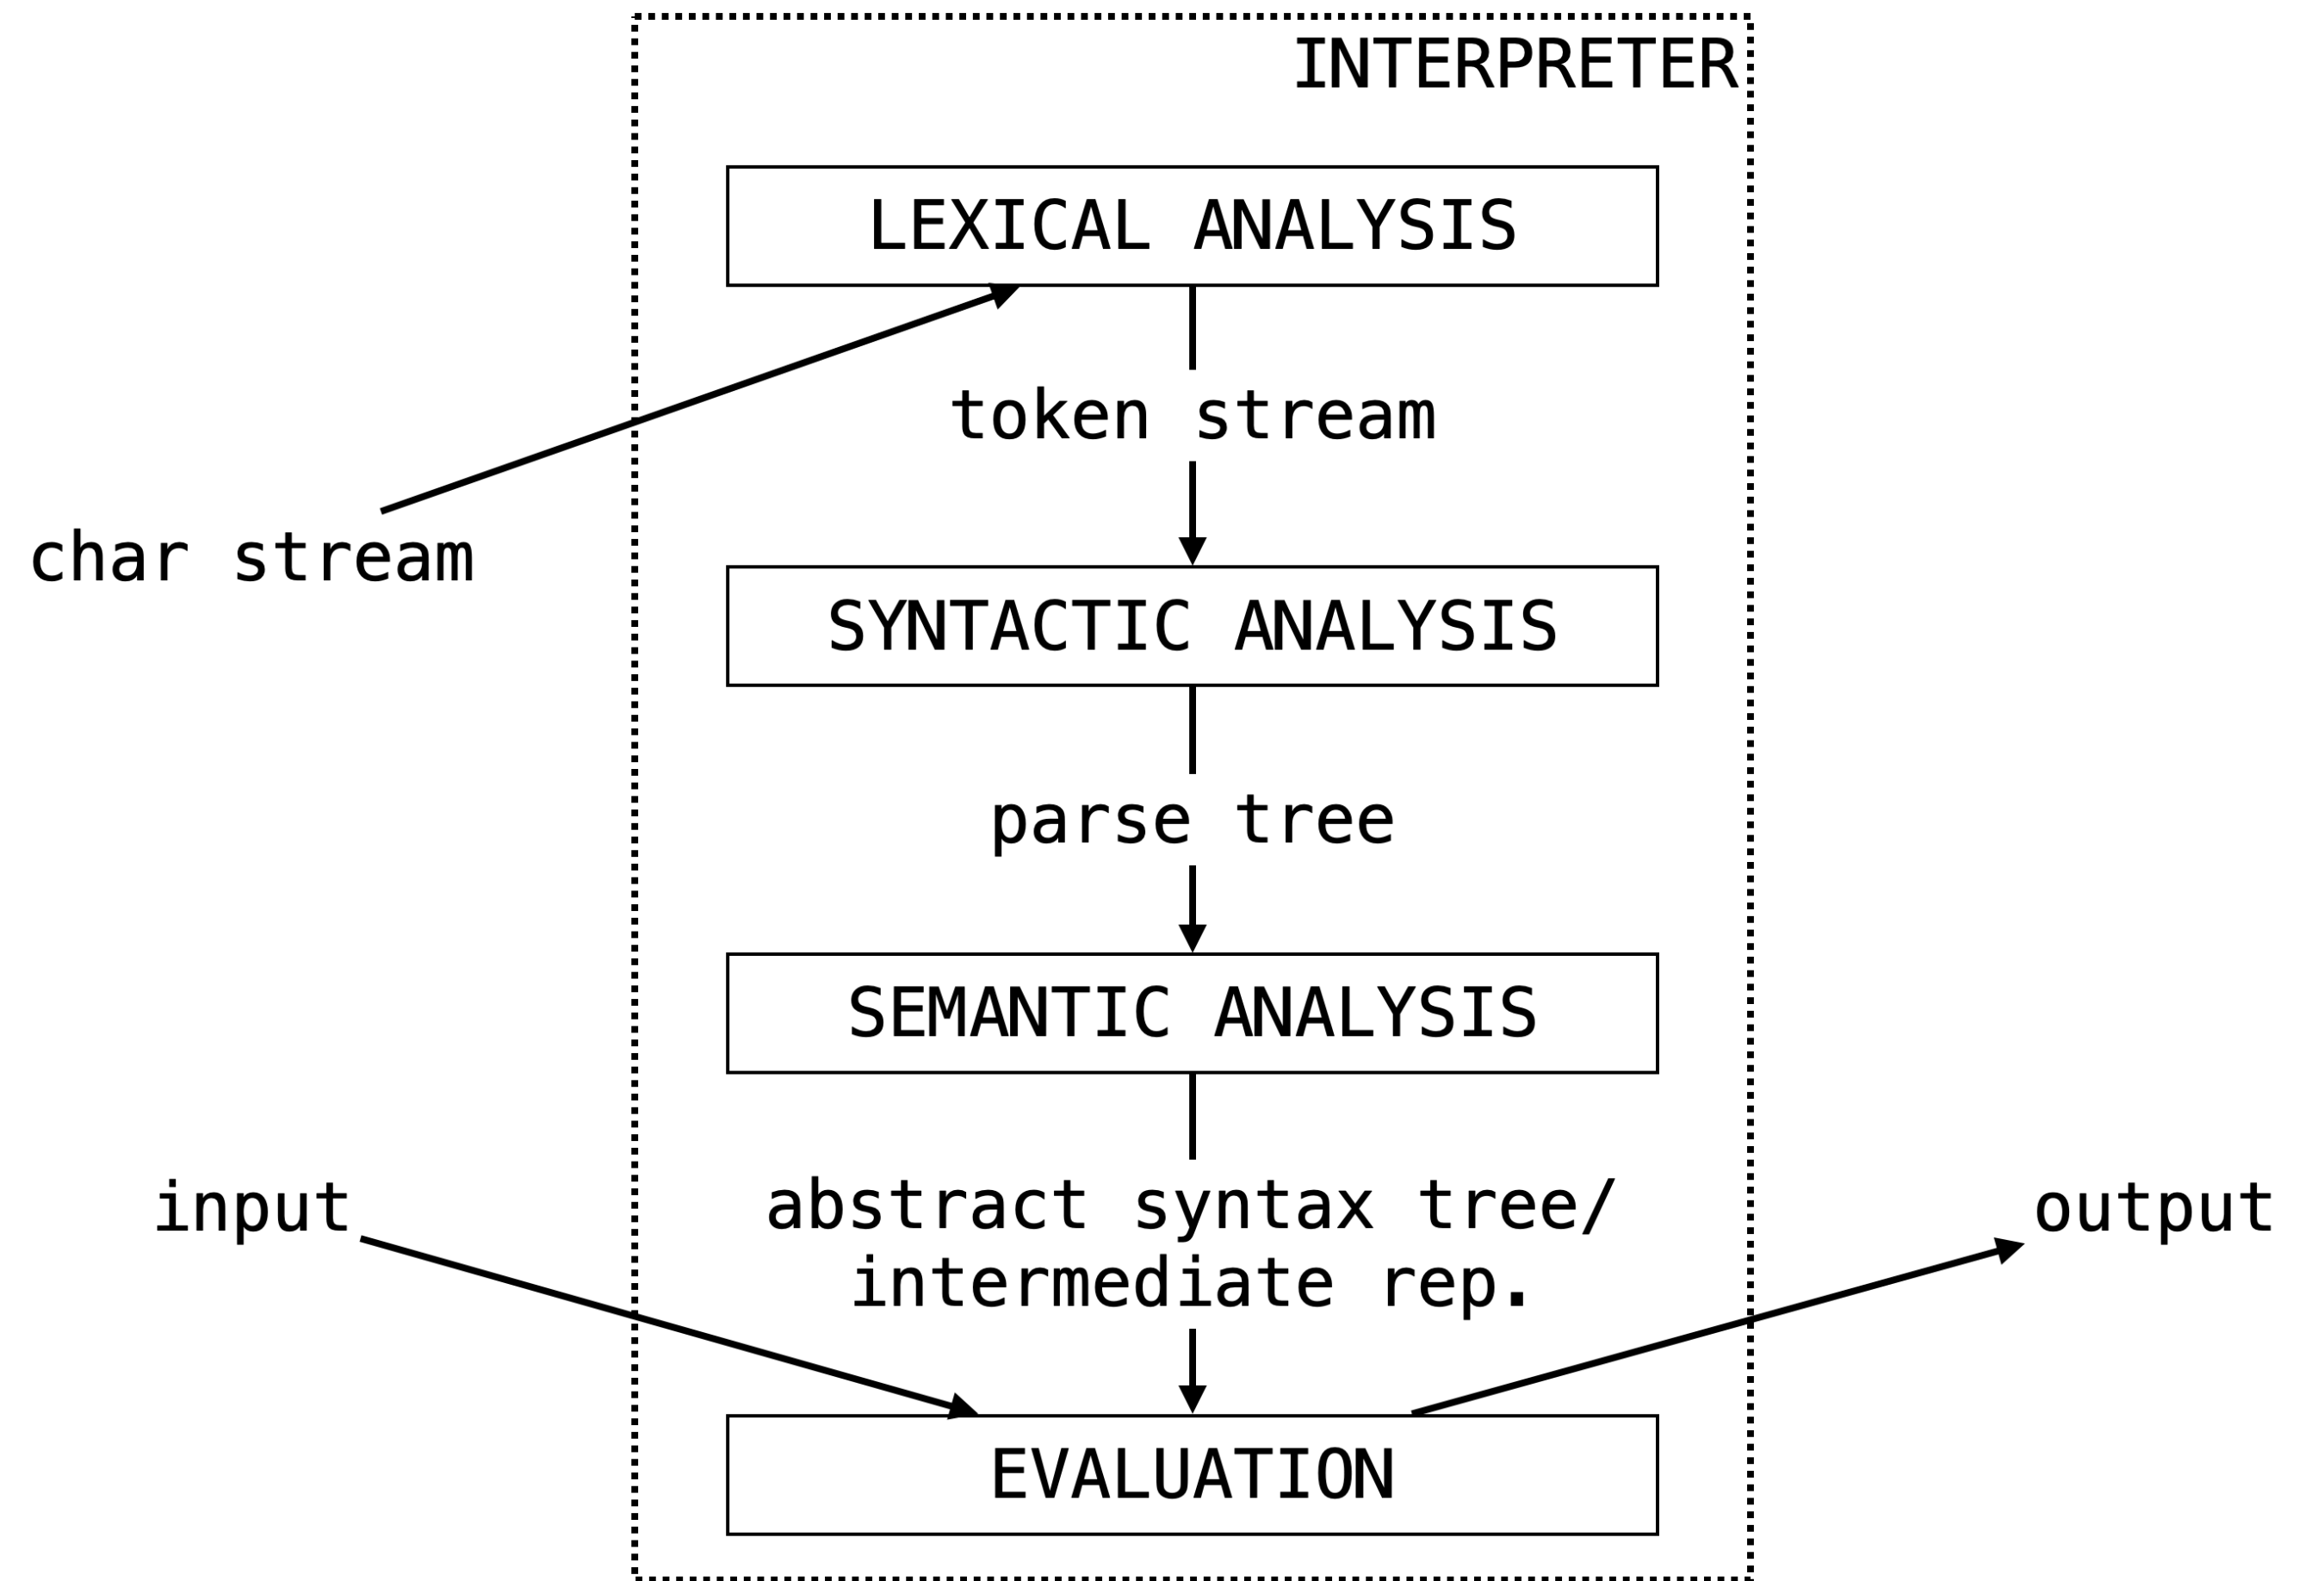 INTERPRETER
LEXICAL ANALYSIS
token stream
char stream
SYNTACTIC ANALYSIS
parse tree
SEMANTIC ANALYSIS
input
abstract syntax tree/
intermediate rep.
output
EVALUATION